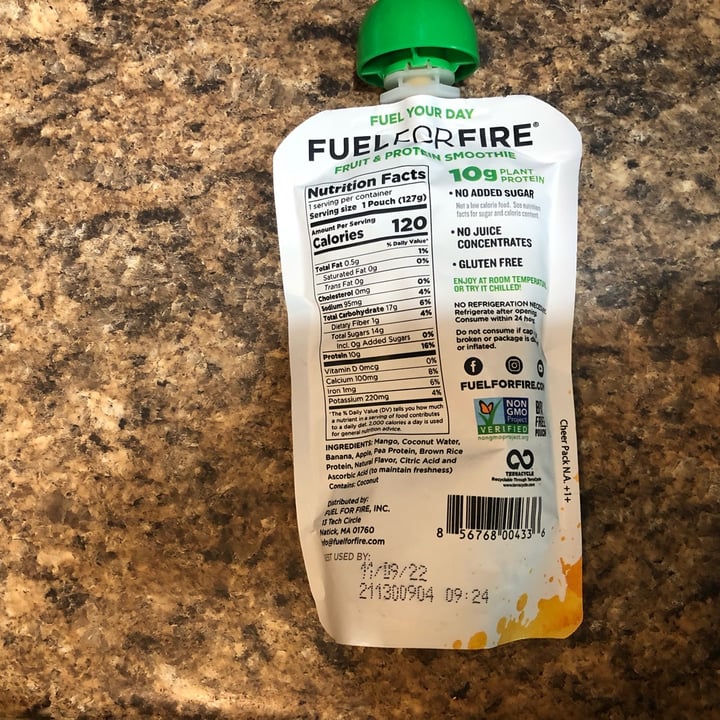 FUEL YOUR DAY
FUEL FOR FIRE®
FRUIT & PROTEIN SMOOTHIE
Nutrition Facts
1 serving per container
Serving size 1 Pouch (127g)
Amount Per Serving
Calories 120
% Daily Value*
Total Fat 0.5g 1%
Saturated Fat 0g 0%
Trans Fat 0g
Cholesterol 0mg 0%
Sodium 95mg 4%
Total Carbohydrate 17g 6%
Dietary Fiber 1g 4%
Total Sugars 14g
Incl. 0g Added Sugars 0%
Protein 10g 16%
Vitamin D 0mcg 0%
Calcium 100mg 8%
Iron 1mg 6%
Potassium 220mg 4%
*The % Daily Value (DV) tells you how much
a nutrient in a serving of food contributes
to a daily diet. 2,000 calories a day is used
for general nutrition advice.
INGREDIENTS: Mango, Coconut Water,
Banana, Apple, Pea Protein, Brown Rice
Protein, Natural Flavor, Citric Acid and
Ascorbic Acid (to maintain freshness)
Contains: Coconut
Distributed by:
FUEL FOR FIRE, INC.
13 Tech Circle
Natick, MA 01760
info@fuelforfire.com
BEST USED BY:
11/09/22
211300904 09:24
10g PLANT
PROTEIN
• NO ADDED SUGAR
Not a low calorie food. See
facts for sugar and calorie content.
• NO JUICE
CONCENTRATES
• GLUTEN FREE
ENJOY AT ROOM
OR TRY IT CHILLED!
NO REFRIGERATION
Refrigerate after opening.
Consume within 24
Do not consume if cap
broken or package is
or inflated.
FUELFORFIRE.CO
NON
GMO
Project
VERIFIED
nongmoproject.org
POUCH
TERRACYCLE
Recyclable Through TerraCycle
www.terracycle.com
8 56768 00433 6
Cheer Pack N.A. +1+